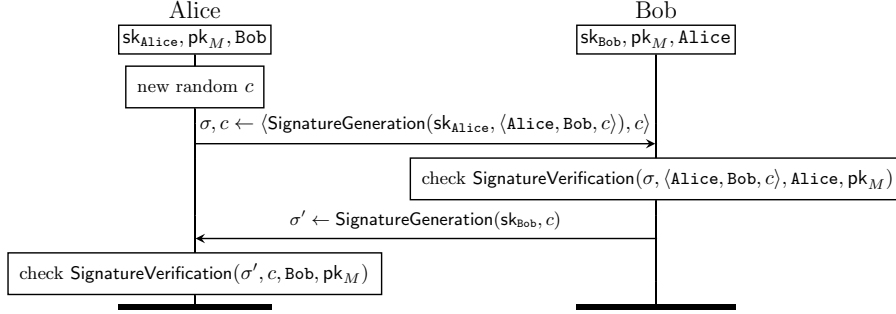 Alice Bob
sk_Alice, pk_M, Bob sk_Bob, pk_M, Alice
new random c
σ, c ← ⟨SignatureGeneration(sk_Alice, ⟨Alice, Bob, c⟩), c⟩
check SignatureVerification(σ, ⟨Alice, Bob, c⟩, Alice, pk_M)
σ′ ← SignatureGeneration(sk_Bob, c)
check SignatureVerification(σ′, c, Bob, pk_M)